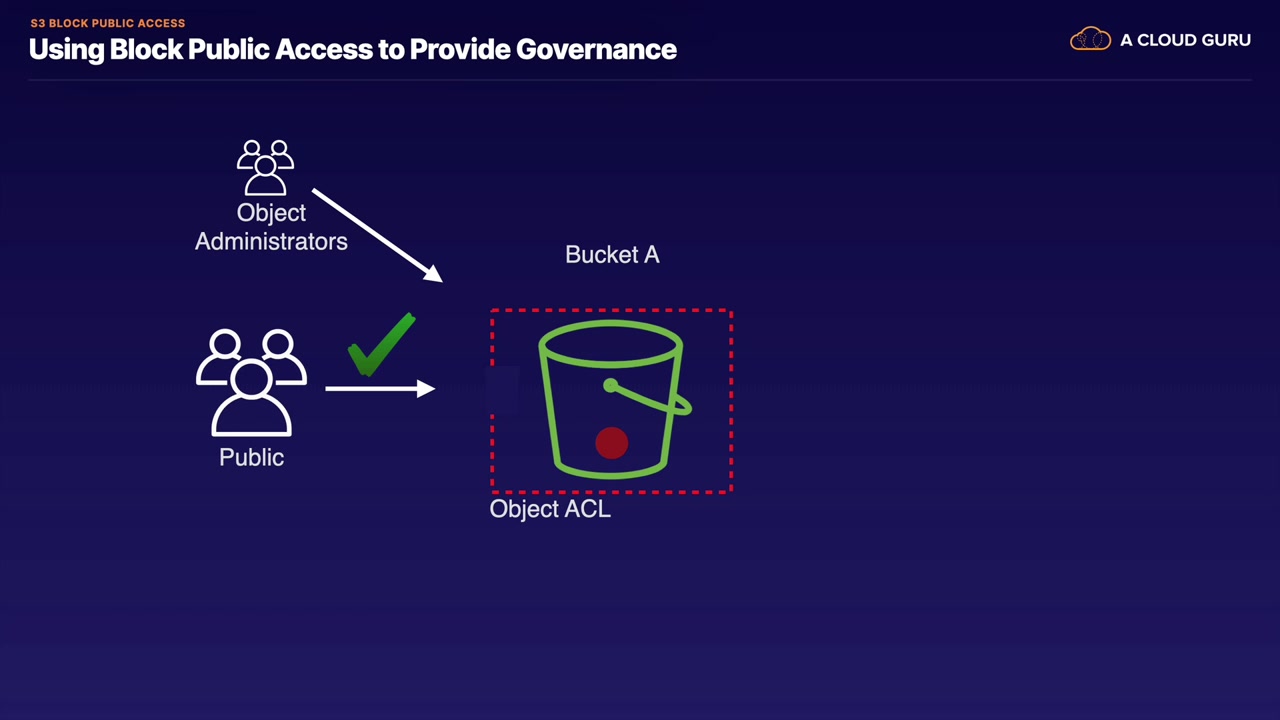 S3 BLOCK PUBLIC ACCESS
Using Block Public Access to Provide Governance
A CLOUD GURU
Object
Administrators
Bucket A
Public
Object ACL